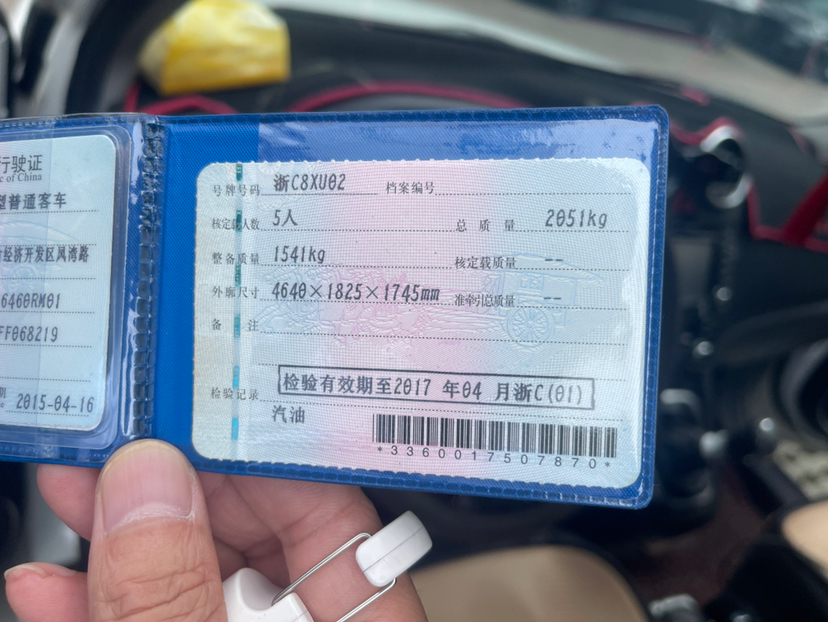 行驶证
e of China
型普通客车
经济开发区凤湾路
6460RM01
FF068219
2015-04-16
号牌号码 浙C8XU02 档案编号
核定载人数 5人 总质量 2051kg
整备质量 1541kg 核定载质量 --
外廓尺寸 4640×1825×1745mm 准牵引总质量 --
备注
检验记录 检验有效期至2017 年04 月浙C(01)
汽油
*3360017507870*